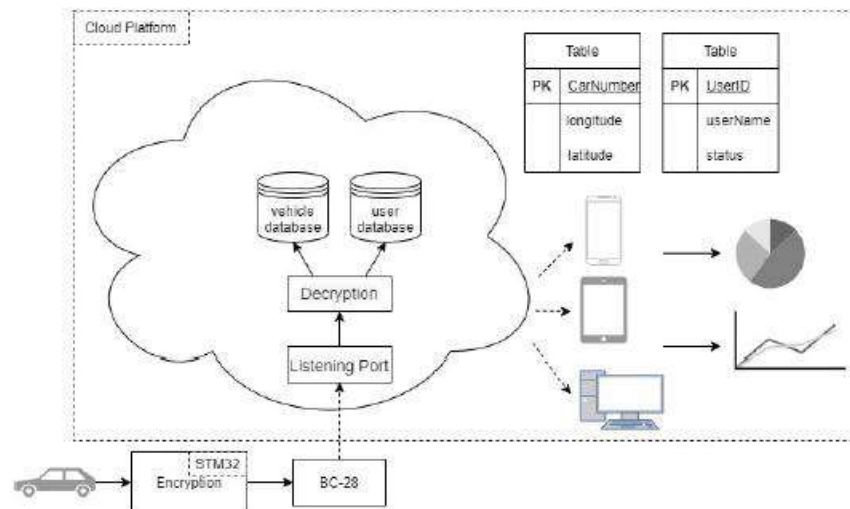 Cloud Platform
Table
PK CarNumber
longitude
latitude
Table
PK UserID
userName
status
vehicle
database
user
database
Decryption
Listening Port
STM32
Encryption
BC-28